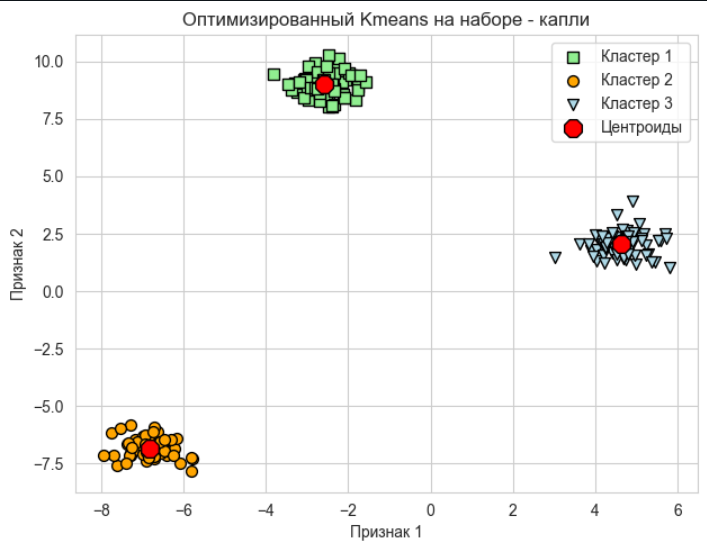 Оптимизированный Kmeans на наборе - капли
Кластер 1
Кластер 2
Кластер 3
Центроиды
Признак 2
10.0
7.5
5.0
2.5
0.0
−2.5
−5.0
−7.5
−8 −6 −4 −2 0 2 4 6
Признак 1